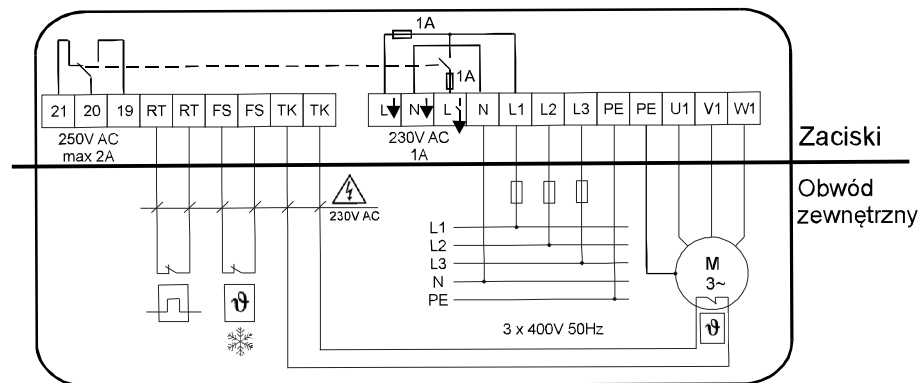 1A
1A
21 20 19 RT RT FS FS TK TK
L N L N L1 L2 L3 PE PE U1 V1 W1
250V AC
max 2A
230V AC
1A
Zaciski
Obwód
zewnętrzny
230V AC
L1
L2
L3
N
PE
M
3~
ϑ
ϑ
3 x 400V 50Hz